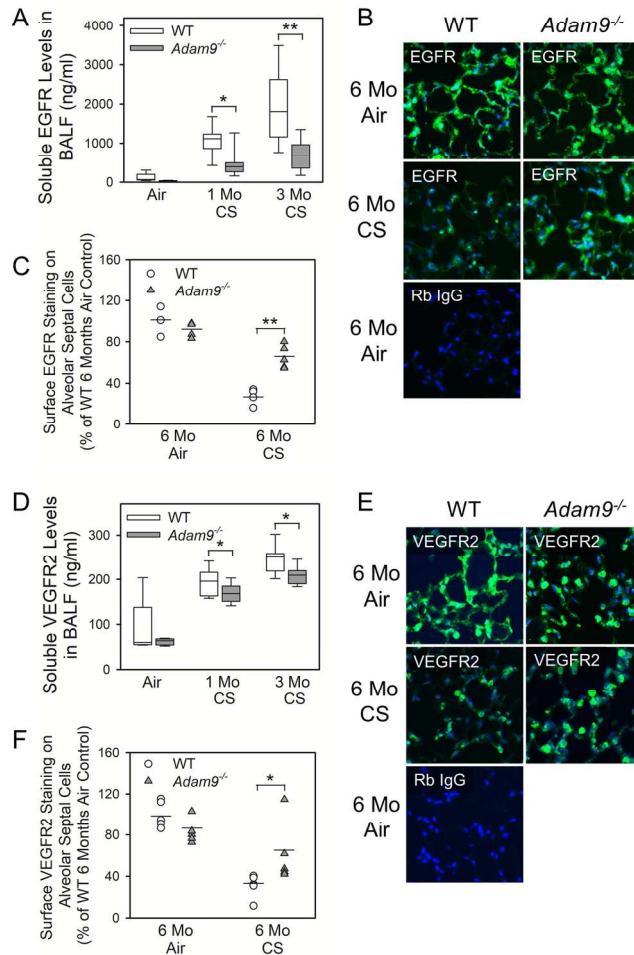 A
WT
Adam9-/-
Soluble EGFR Levels in
BALF (ng/ml)
4000
3000
2000
1000
0
*
**
Air
1 Mo
CS
3 Mo
CS
B
WT
Adam9-/-
6 Mo
Air
EGFR
EGFR
6 Mo
CS
EGFR
EGFR
6 Mo
Air
Rb IgG
C
WT
Adam9-/-
Surface EGFR Staining on
Alveolar Septal Cells
(% of WT 6 Months Air Control)
160
120
80
40
0
**
6 Mo
Air
6 Mo
CS
D
WT
Adam9-/-
Soluble VEGFR2 Levels
in BALF (ng/ml)
300
200
100
0
*
*
Air
1 Mo
CS
3 Mo
CS
E
WT
Adam9-/-
6 Mo
Air
VEGFR2
VEGFR2
6 Mo
CS
VEGFR2
VEGFR2
6 Mo
Air
Rb IgG
F
WT
Adam9-/-
Surface VEGFR2 Staining on
Alveolar Septal Cells
(% of WT 6 Months Air Control)
160
120
80
40
0
*
6 Mo
Air
6 Mo
CS